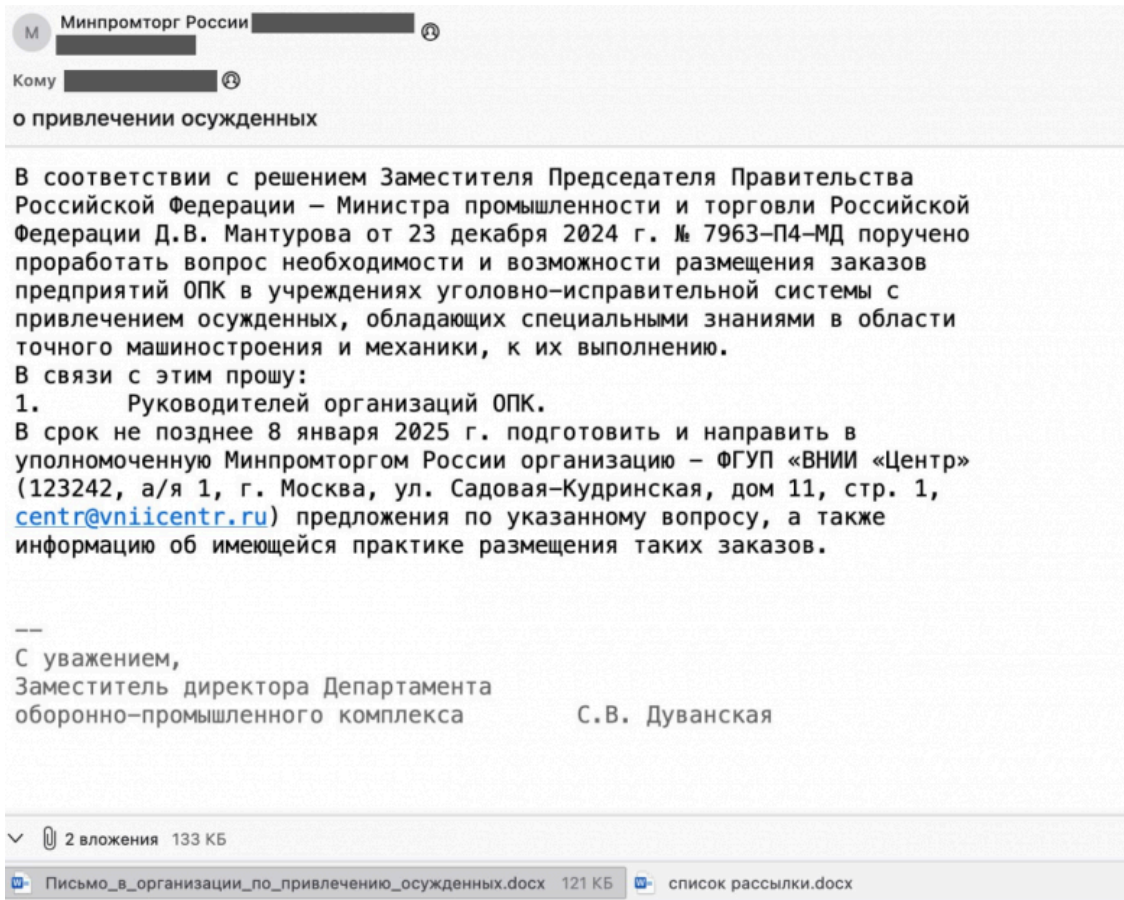 М
Минпромторг России
Кому
о привлечении осужденных
В соответствии с решением Заместителя Председателя Правительства
Российской Федерации – Министра промышленности и торговли Российской
Федерации Д.В. Мантурова от 23 декабря 2024 г. № 7963–П4–МД поручено
проработать вопрос необходимости и возможности размещения заказов
предприятий ОПК в учреждениях уголовно–исправительной системы с
привлечением осужденных, обладающих специальными знаниями в области
точного машиностроения и механики, к их выполнению.
В связи с этим прошу:
1. Руководителей организаций ОПК.
В срок не позднее 8 января 2025 г. подготовить и направить в
уполномоченную Минпромторгом России организацию – ФГУП «ВНИИ «Центр»
(123242, а/я 1, г. Москва, ул. Садовая–Кудринская, дом 11, стр. 1,
centr@vniicentr.ru) предложения по указанному вопросу, а также
информацию об имеющейся практике размещения таких заказов.
——
С уважением,
Заместитель директора Департамента
оборонно–промышленного комплекса С.В. Дуванская
2 вложения 133 КБ
Письмо_в_организации_по_привлечению_осужденных.docx 121 КБ список рассылки.docx